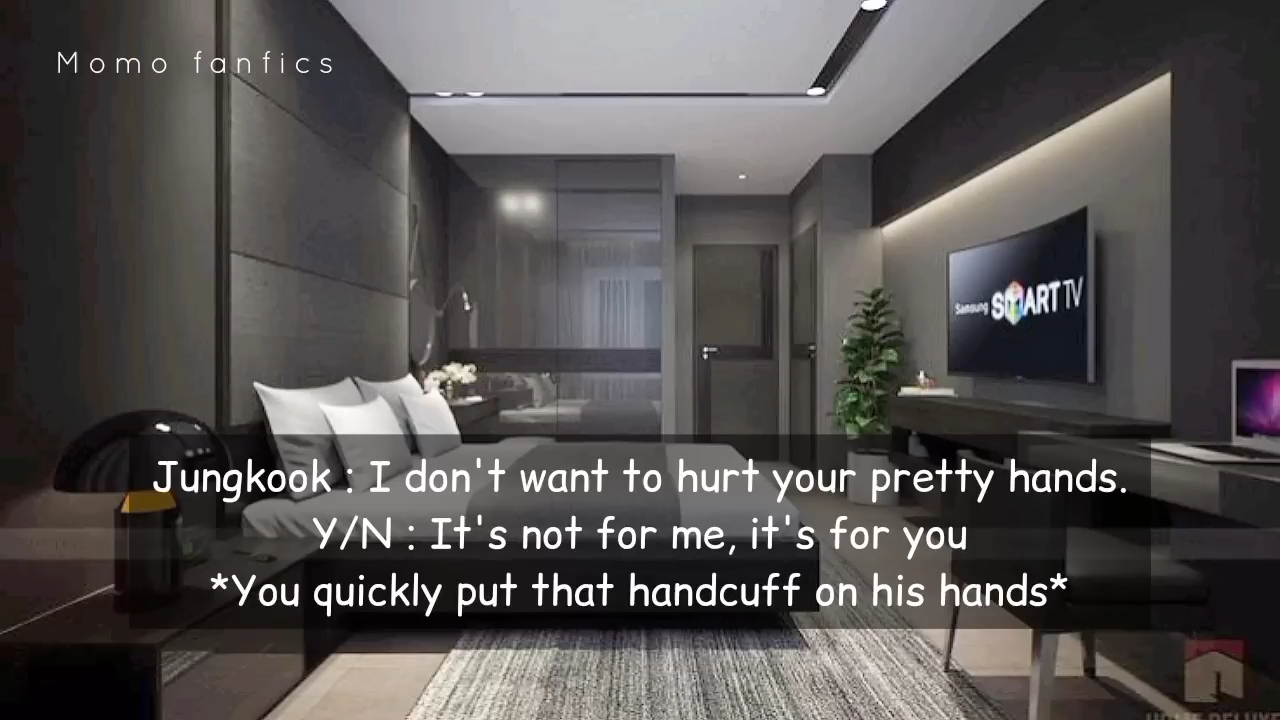 Momo fanfics
Samsung SMART TV
Jungkook : I don't want to hurt your pretty hands.
Y/N : It's not for me, it's for you
*You quickly put that handcuff on his hands*